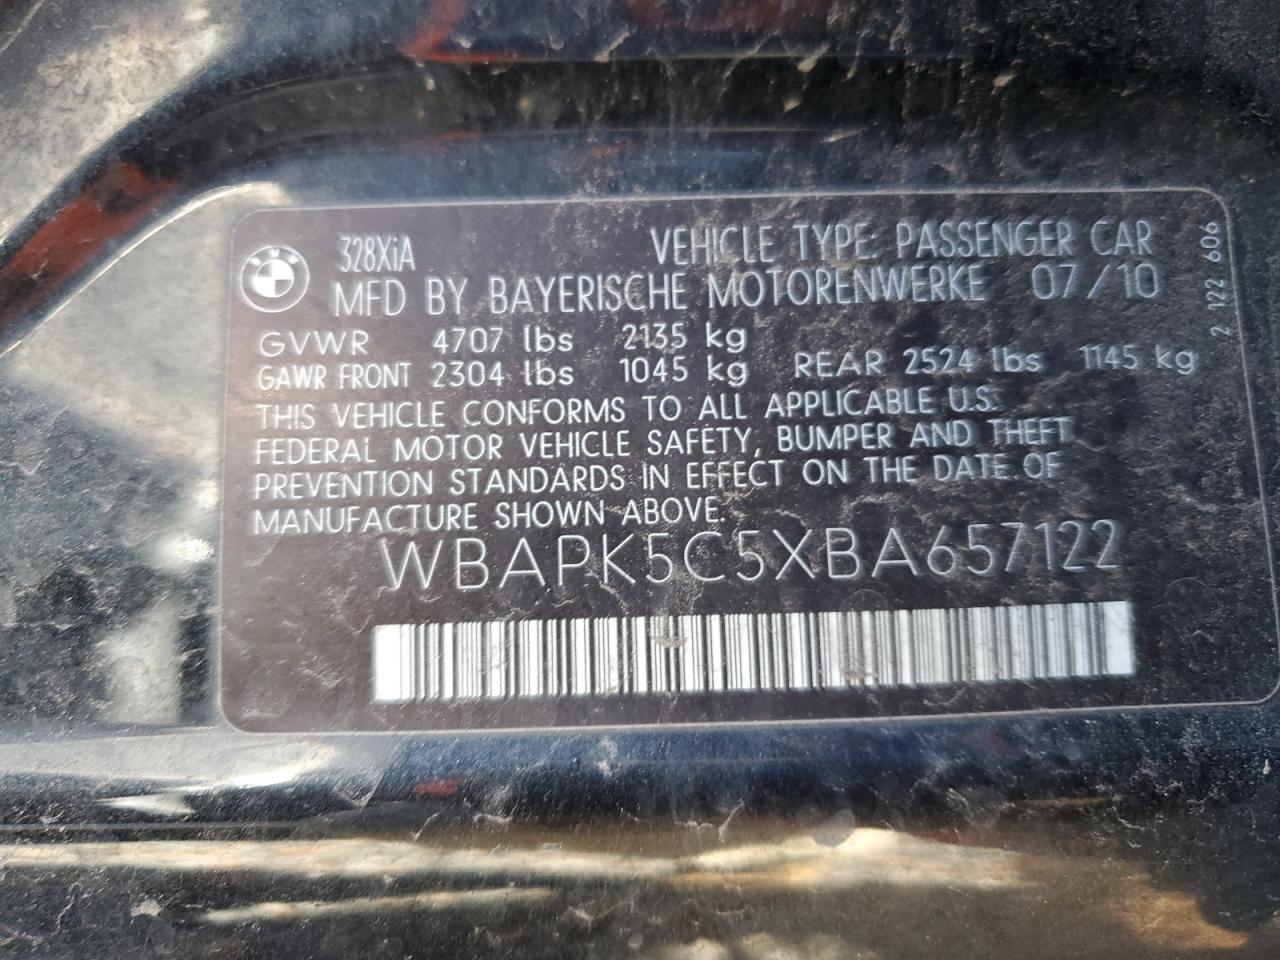 328XiA VEHICLE TYPE: PASSENGER CAR
MFD BY BAYERISCHE MOTORENWERKE 07/10
GVWR 4707 lbs 2135 kg
GAWR FRONT 2304 lbs 1045 kg REAR 2524 lbs 1145 kg
THIS VEHICLE CONFORMS TO ALL APPLICABLE U.S.
FEDERAL MOTOR VEHICLE SAFETY, BUMPER AND THEFT
PREVENTION STANDARDS IN EFFECT ON THE DATE OF
MANUFACTURE SHOWN ABOVE.
WBAPK5C5XBA657122
2 122 606